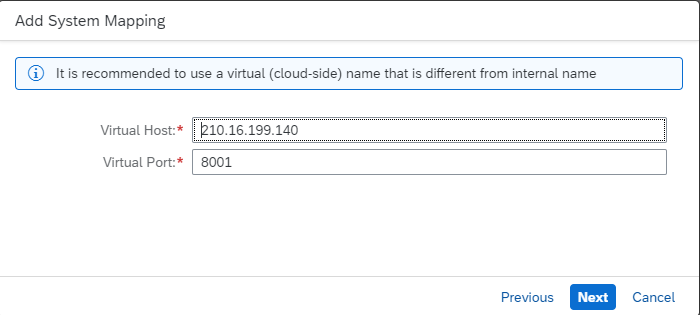 Add System Mapping
It is recommended to use a virtual (cloud-side) name that is different from internal name
Virtual Host:* 210.16.199.140
Virtual Port:* 8001
Previous Next Cancel